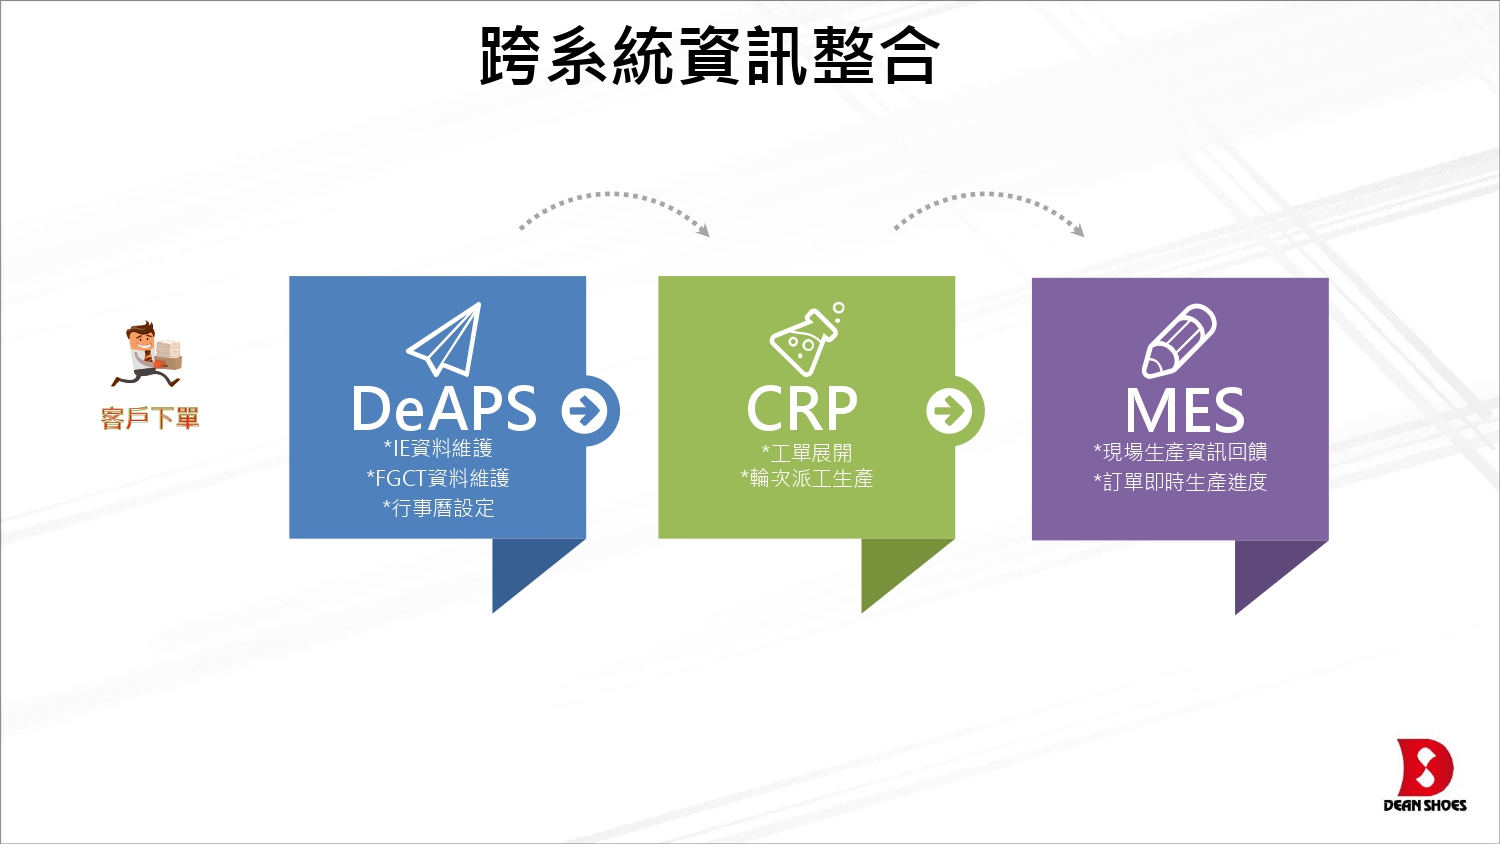 跨系統資訊整合
客戶下單
DeAPS
*IE資料維護
*FGCT資料維護
*行事曆設定
CRP
*工單展開
*輪次派工生產
MES
*現場生產資訊回饋
*訂單即時生產進度
DEAN SHOES